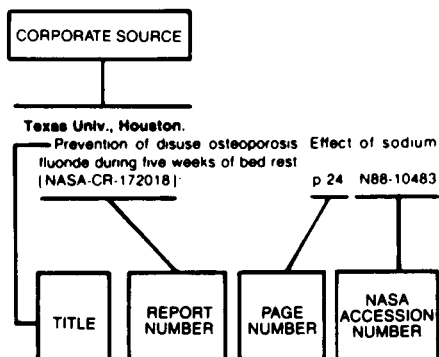 CORPORATE SOURCE
Texas Univ., Houston.
Prevention of disuse osteoporosis Effect of sodium
fluonde during five weeks of bed rest
[NASA-CR-172018] p 24 N88-10483
TITLE
REPORT
NUMBER
PAGE
NUMBER
NASA
ACCESSION
NUMBER